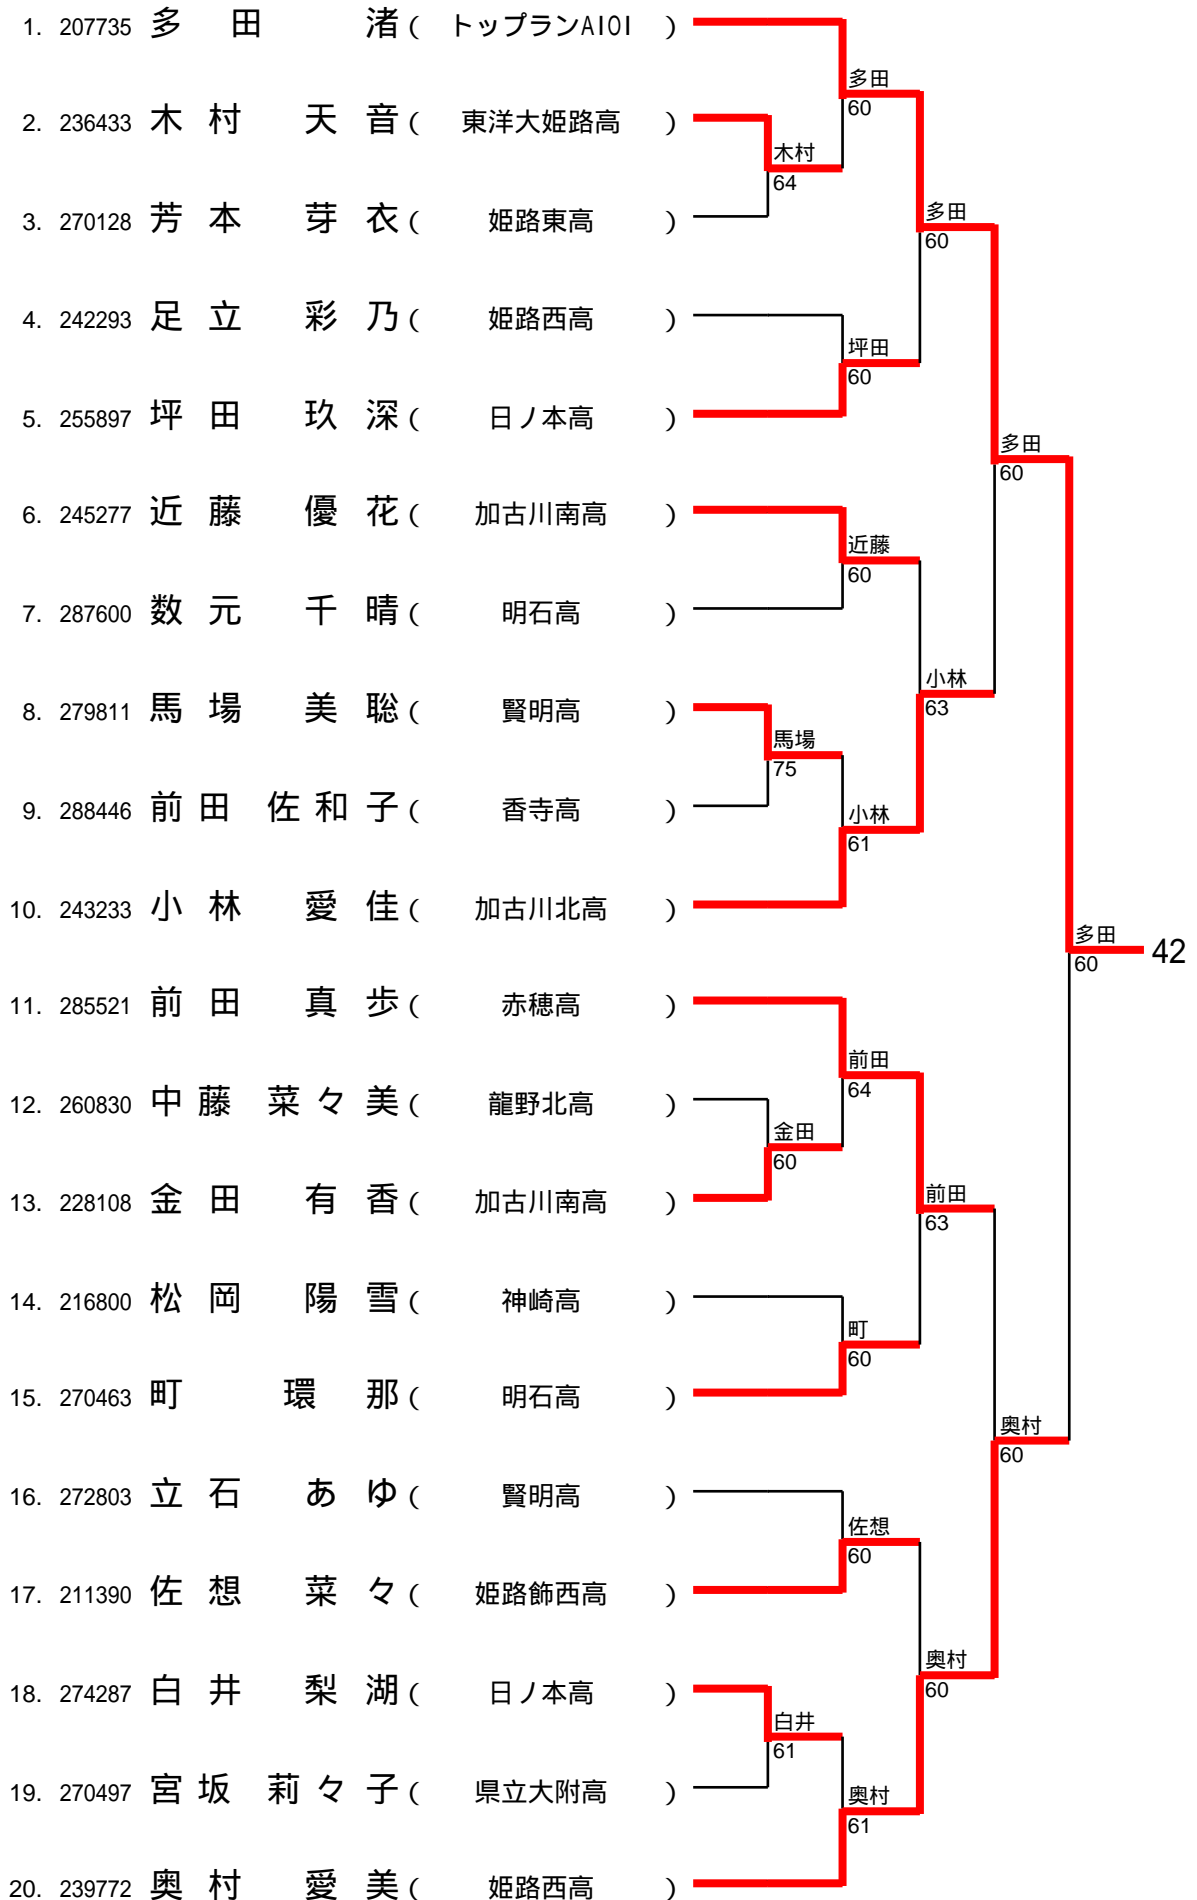 1. 207735 多田 渚 ( トップランAIOI )
多田
60
2. 236433 木村 天音 ( 東洋大姫路高 )
木村
64
3. 270128 芳本 芽衣 ( 姫路東高 )
多田
60
4. 242293 足立 彩乃 ( 姫路西高 )
坪田
60
5. 255897 坪田 玖深 ( 日ノ本高 )
多田
60
6. 245277 近藤 優花 ( 加古川南高 )
近藤
60
7. 287600 数元 千晴 ( 明石高 )
小林
63
8. 279811 馬場 美聡 ( 賢明高 )
馬場
75
9. 288446 前田 佐和子 ( 香寺高 )
小林
61
10. 243233 小林 愛佳 ( 加古川北高 )
多田
60
42
11. 285521 前田 真歩 ( 赤穂高 )
前田
64
12. 260830 中藤 菜々美 ( 龍野北高 )
金田
60
13. 228108 金田 有香 ( 加古川南高 )
前田
63
14. 216800 松岡 陽雪 ( 神崎高 )
町
60
15. 270463 町 環那 ( 明石高 )
奥村
60
16. 272803 立石 あゆ ( 賢明高 )
佐想
60
17. 211390 佐想 菜々 ( 姫路飾西高 )
奥村
60
18. 274287 白井 梨湖 ( 日ノ本高 )
白井
61
19. 270497 宮坂 莉々子 ( 県立大附高 )
奥村
61
20. 239772 奥村 愛美 ( 姫路西高 )